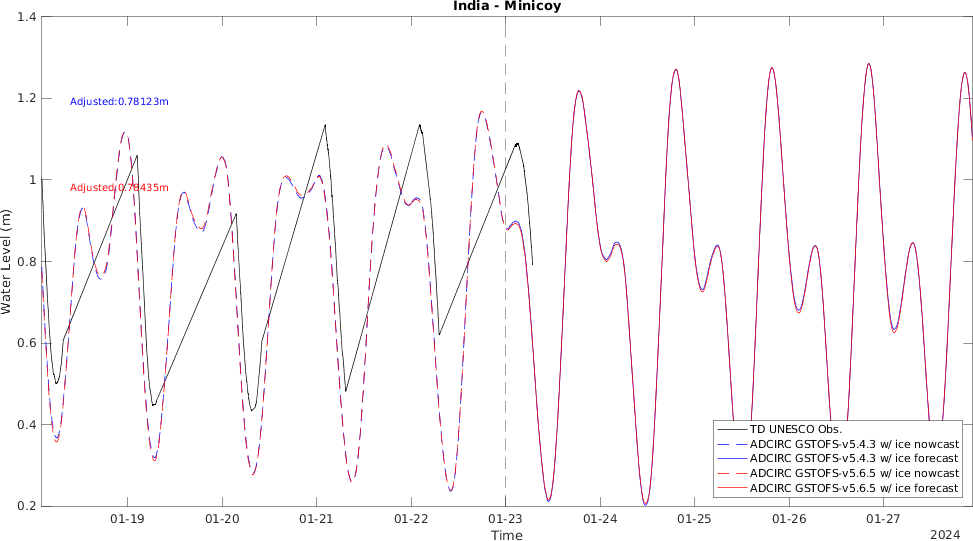 India - Minicoy
Water Level (m)
1.4
1.2
1
0.8
0.6
0.4
0.2
Adjusted:0.78123m
Adjusted:0.78435m
TD UNESCO Obs.
ADCIRC GSTOFS-v5.4.3 w/ ice nowcast
ADCIRC GSTOFS-v5.4.3 w/ ice forecast
ADCIRC GSTOFS-v5.6.5 w/ ice nowcast
ADCIRC GSTOFS-v5.6.5 w/ ice forecast
01-19 01-20 01-21 01-22 01-23 01-24 01-25 01-26 01-27
Time
2024